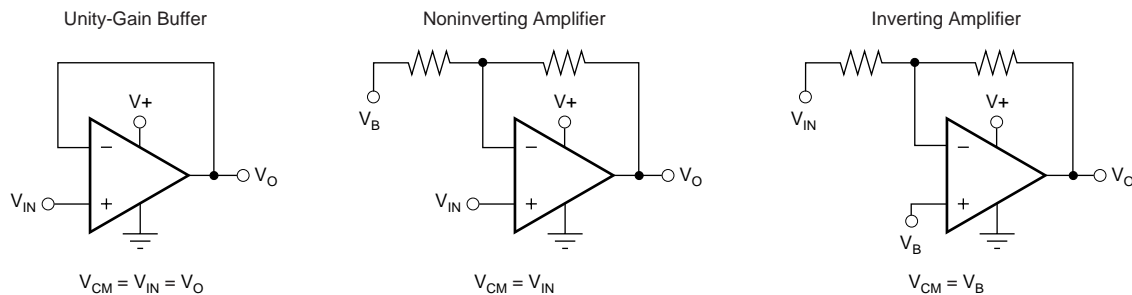 Unity-Gain Buffer
V+
−
V_IN
+
V_O
V_CM = V_IN = V_O
Noninverting Amplifier
V_B
V+
−
V_IN
+
V_O
V_CM = V_IN
Inverting Amplifier
V_IN
V+
−
+
V_B
V_O
V_CM = V_B